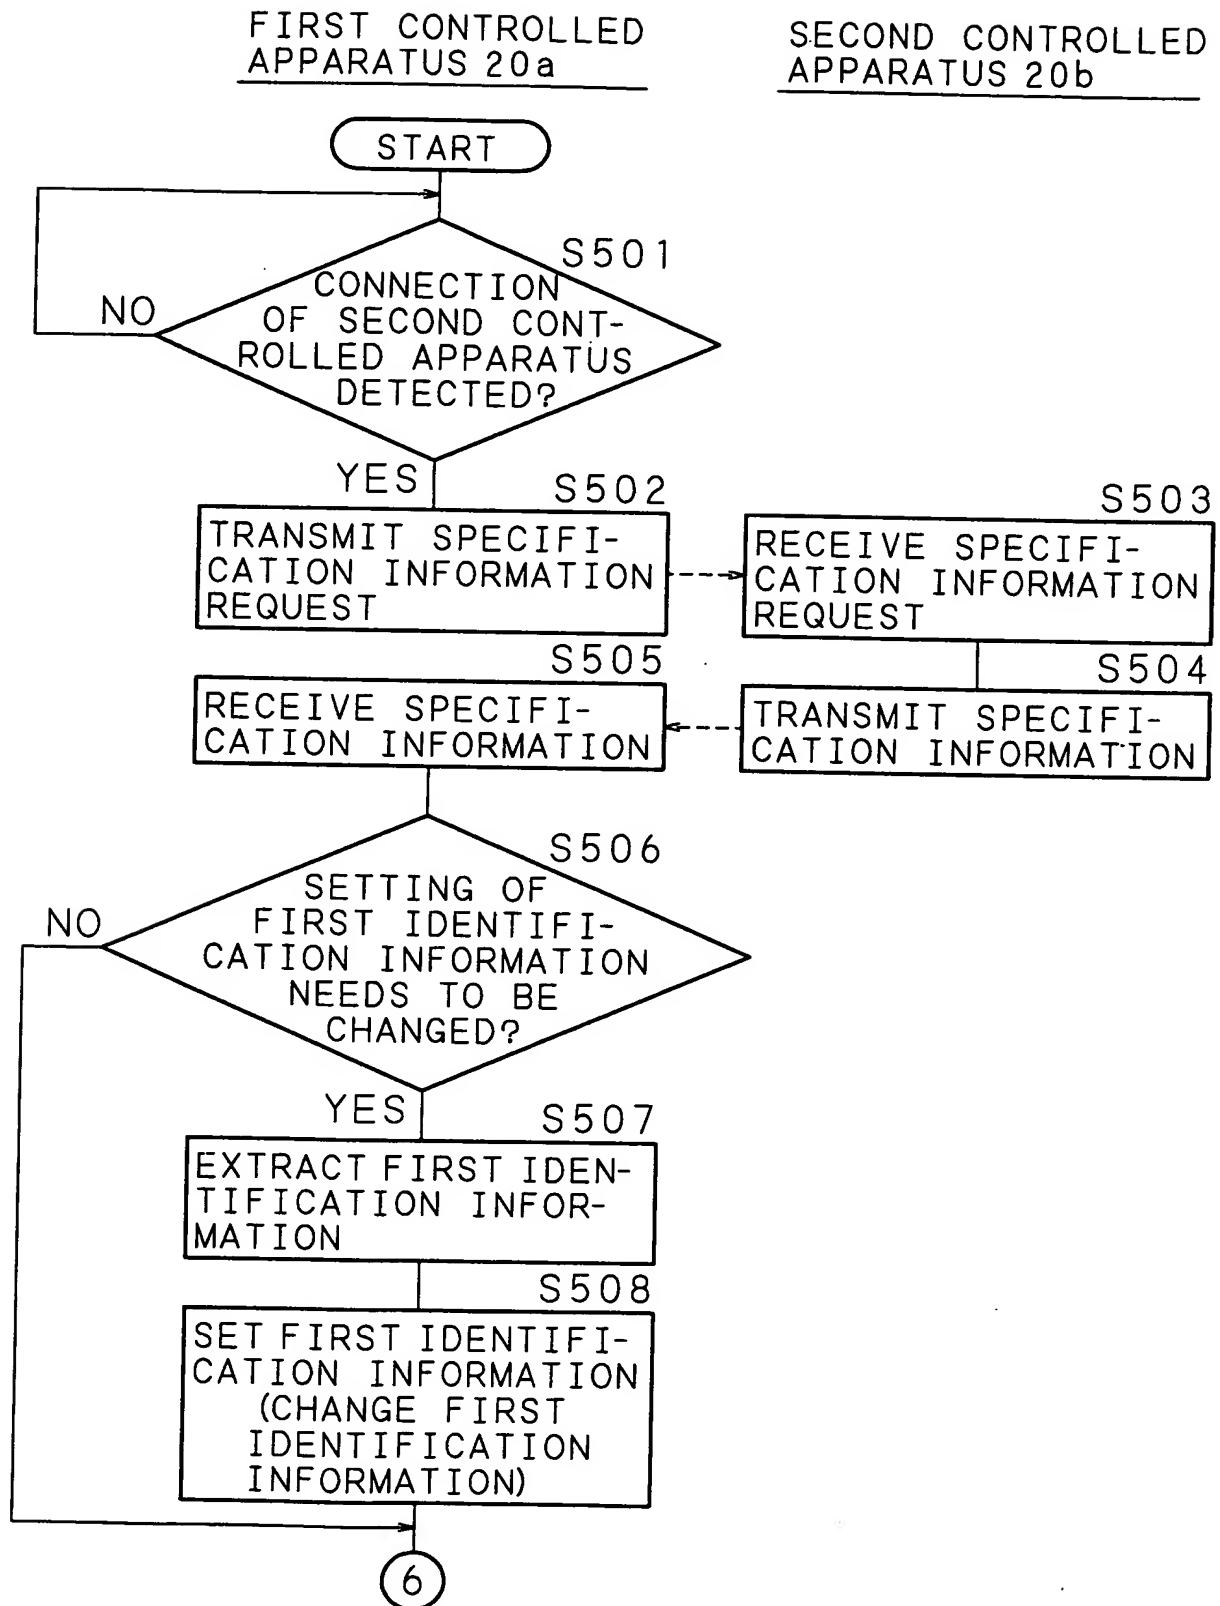 FIRST CONTROLLED
APPARATUS 20a
SECOND CONTROLLED
APPARATUS 20b
START
S501
CONNECTION
OF SECOND CONT-
ROLLED APPARATUS
DETECTED?
NO
YES
S502
TRANSMIT SPECIFI-
CATION INFORMATION
REQUEST
S503
RECEIVE SPECIFI-
CATION INFORMATION
REQUEST
S505
RECEIVE SPECIFI-
CATION INFORMATION
S504
TRANSMIT SPECIFI-
CATION INFORMATION
S506
SETTING OF
FIRST IDENTIFI-
CATION INFORMATION
NEEDS TO BE
CHANGED?
NO
YES
S507
EXTRACT FIRST IDEN-
TIFICATION INFOR-
MATION
S508
SET FIRST IDENTIFI-
CATION INFORMATION
(CHANGE FIRST
IDENTIFICATION
INFORMATION)
6